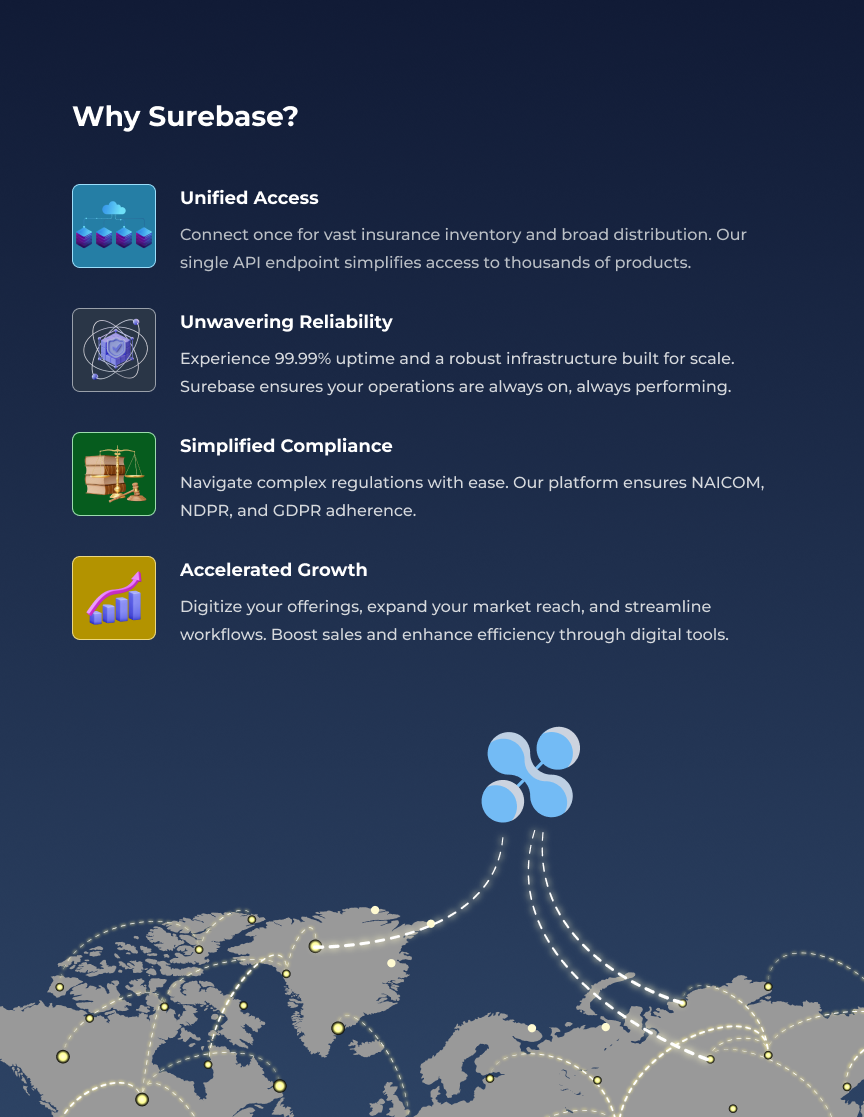 Why Surebase?
Unified Access
Connect once for vast insurance inventory and broad distribution. Our
single API endpoint simplifies access to thousands of products.
Unwavering Reliability
Experience 99.99% uptime and a robust infrastructure built for scale.
Surebase ensures your operations are always on, always performing.
Simplified Compliance
Navigate complex regulations with ease. Our platform ensures NAICOM,
NDPR, and GDPR adherence.
Accelerated Growth
Digitize your offerings, expand your market reach, and streamline
workflows. Boost sales and enhance efficiency through digital tools.